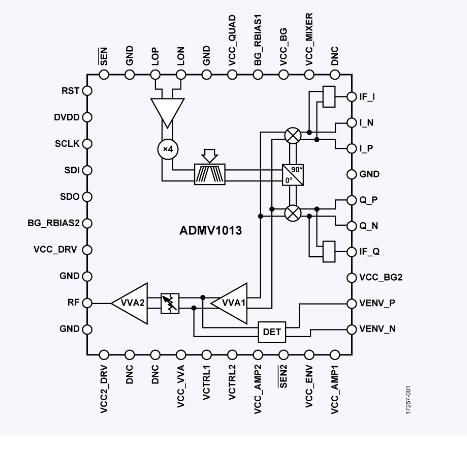 SEN
GND
LOP
LON
GND
VCC_QUAD
BG_RBIAS1
VCC_BG
VCC_MIXER
DNC
RST
DVDD
SCLK
SDI
SDO
BG_RBIAS2
VCC_DRV
GND
RF
GND
IF_I
I_N
I_P
GND
Q_P
Q_N
IF_Q
VCC_BG2
VENV_P
VENV_N
×4
90°
0°
ADMV1013
VVA2
VVA1
DET
VCC2_DRV
DNC
DNC
VCC_VVA
VCTRL1
VCTRL2
VCC_AMP2
SEN2
VCC_ENV
VCC_AMP1
17267-001